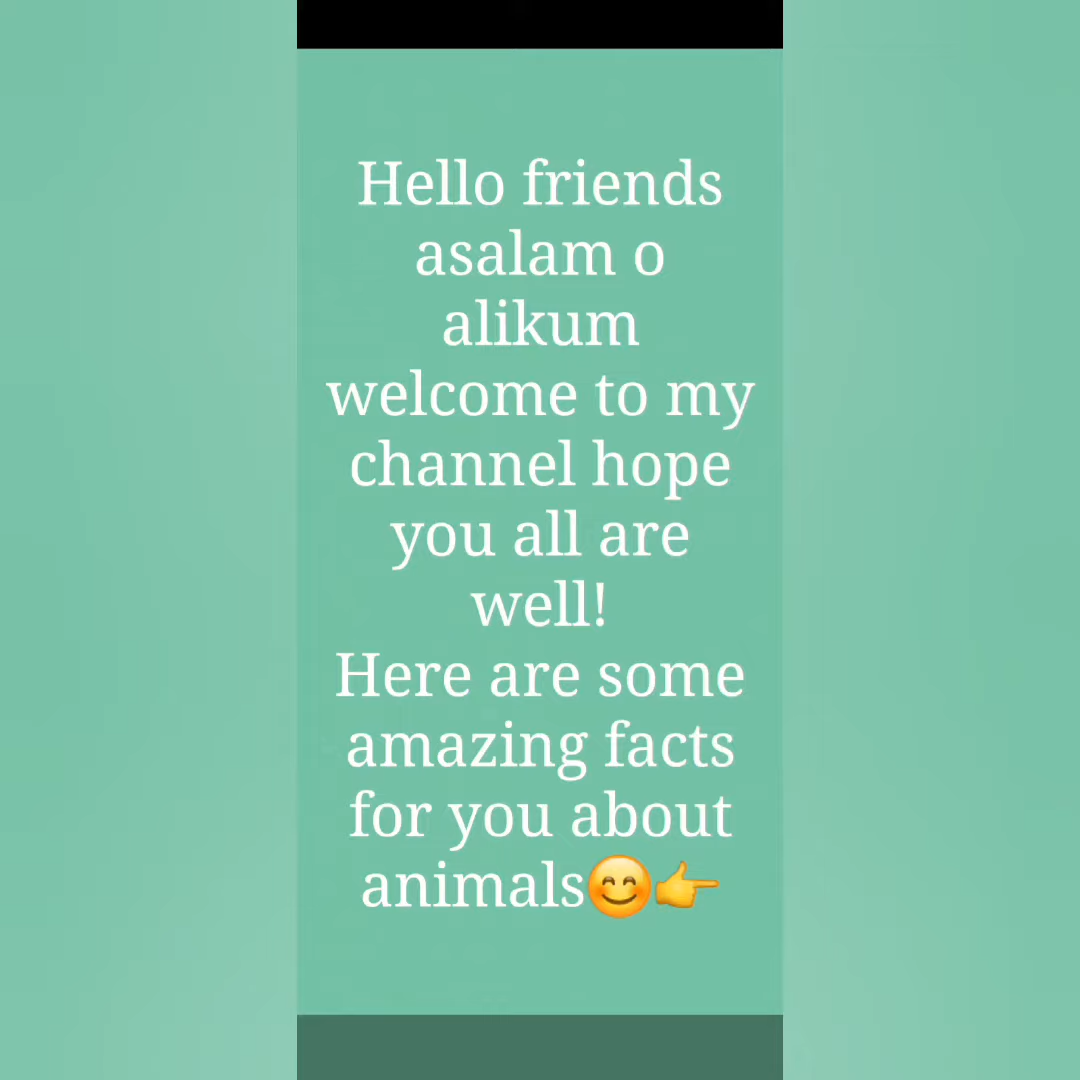 Hello friends
asalam o
alikum
welcome to my
channel hope
you all are
well!
Here are some
amazing facts
for you about
animals😊👉